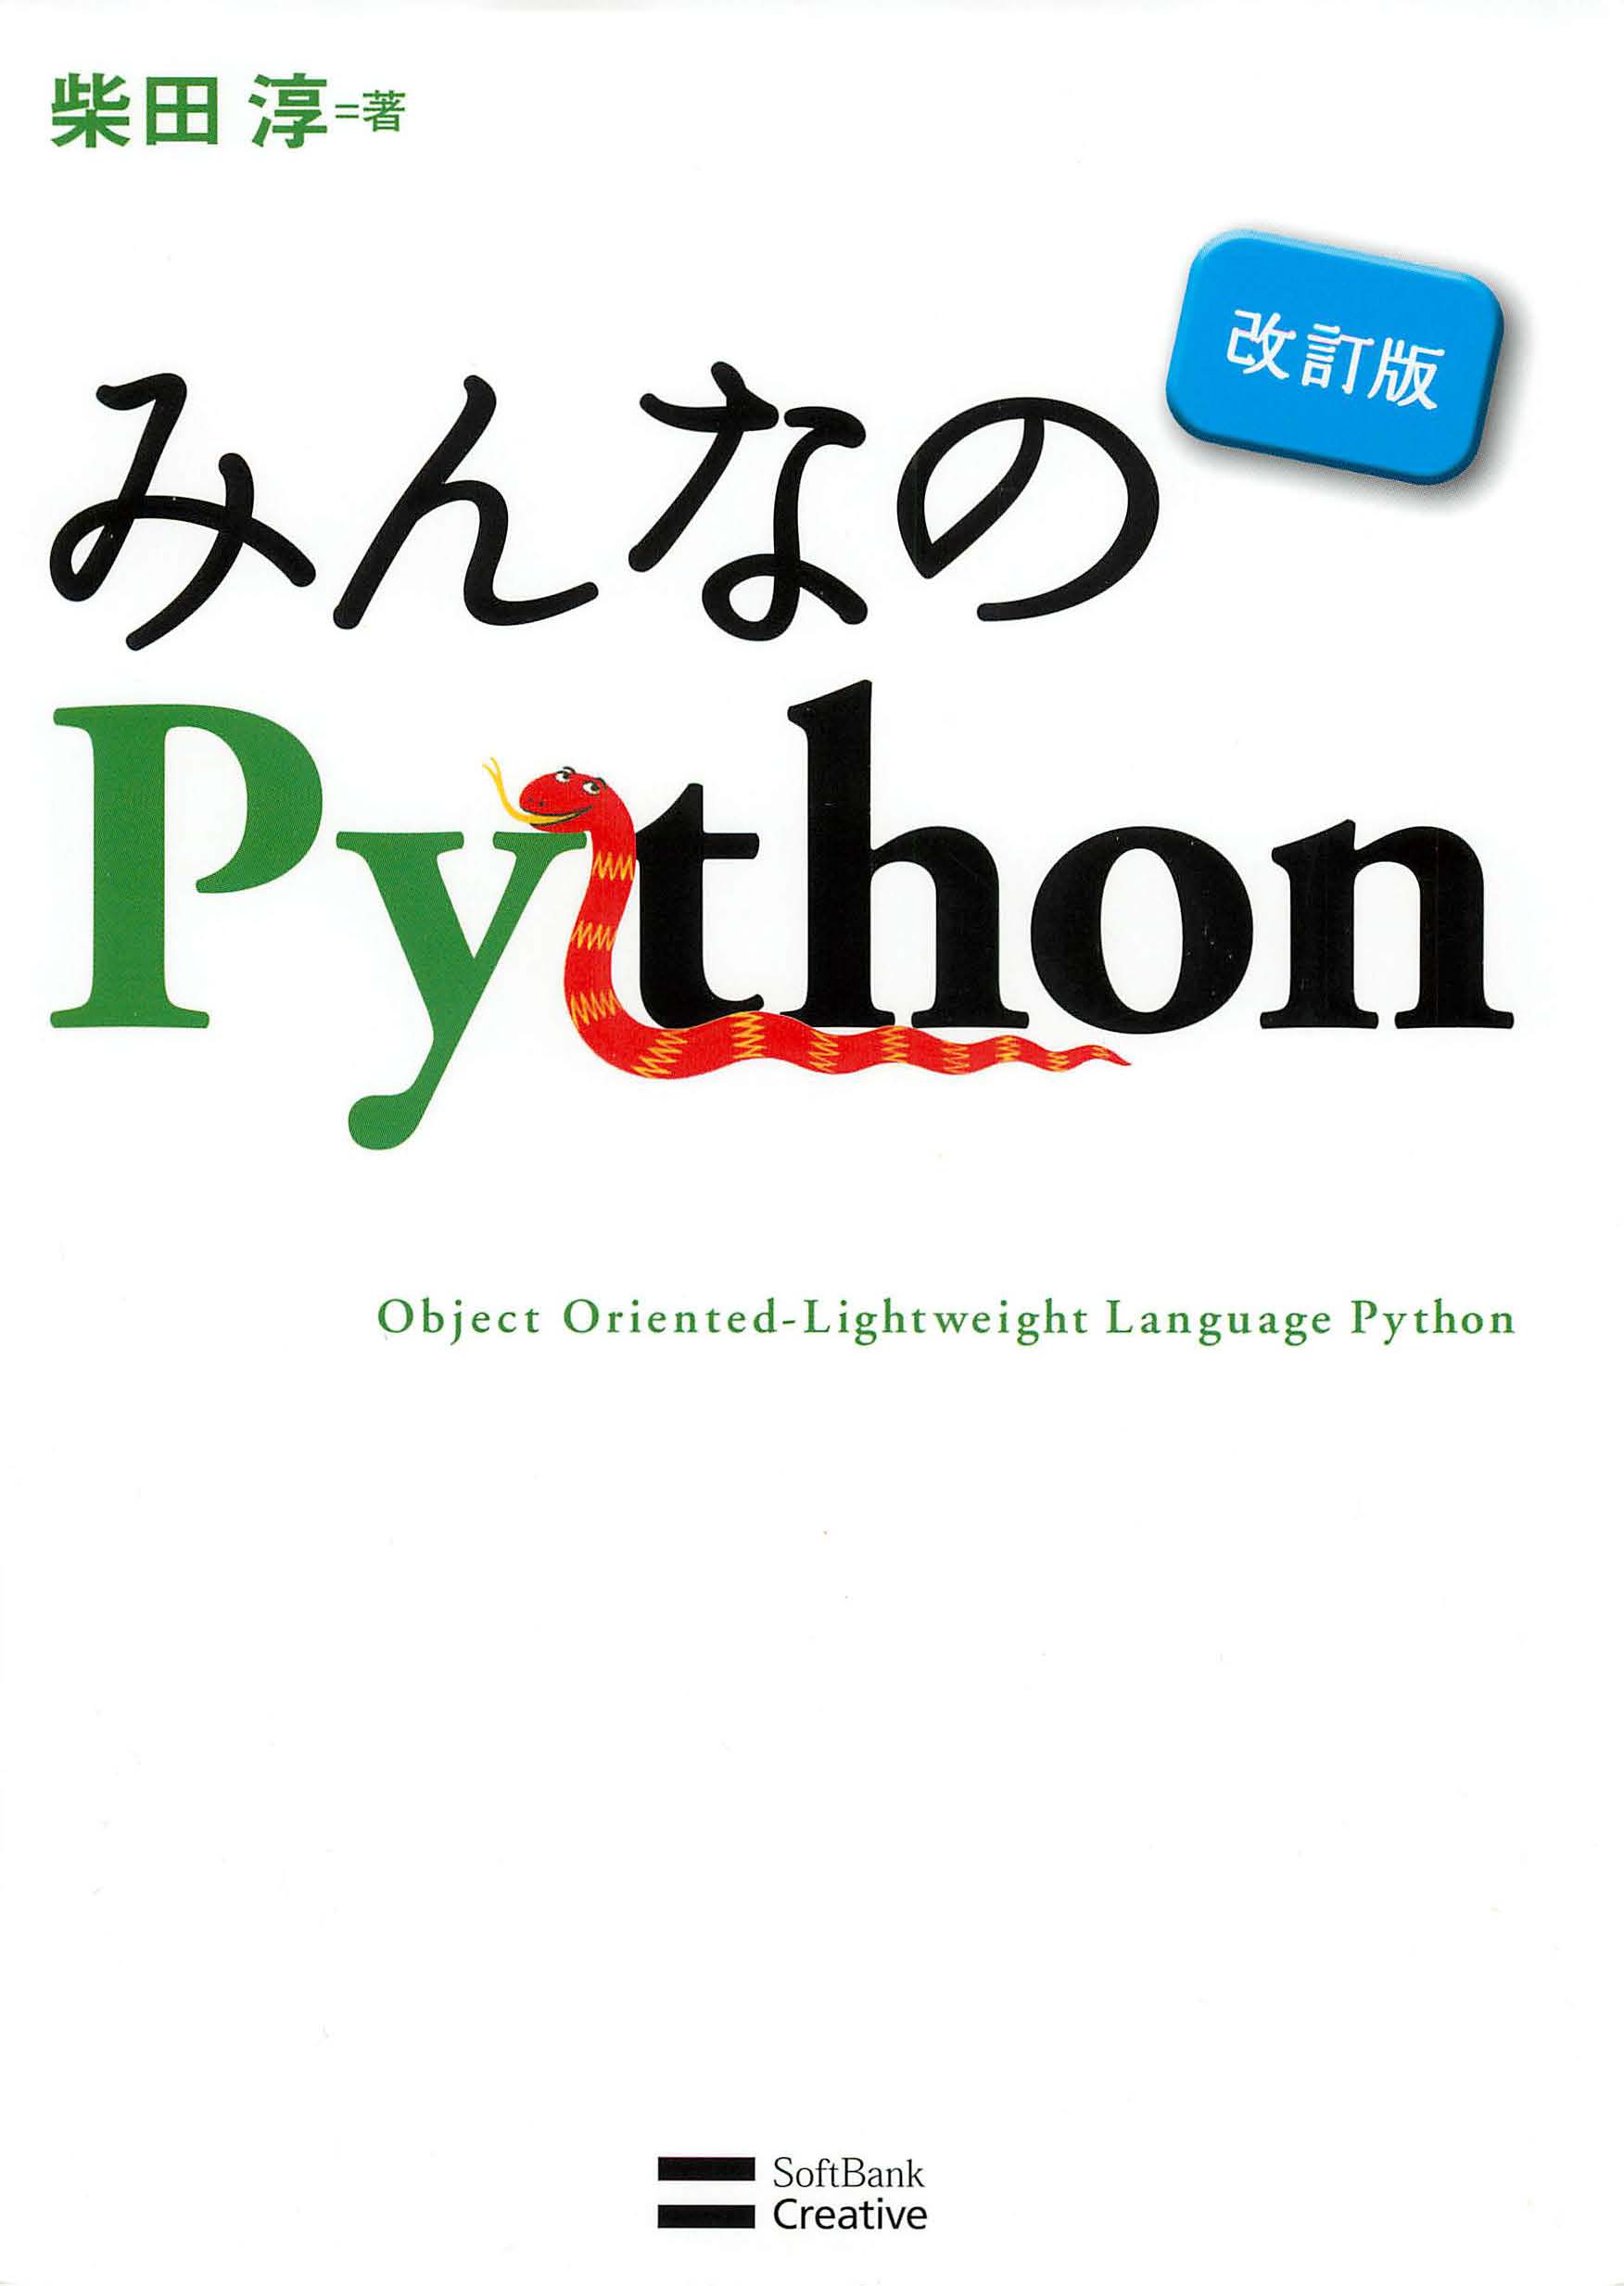 柴田 淳=著
改訂版
みんなの
Python
Object Oriented-Lightweight Language Python
SoftBank
Creative